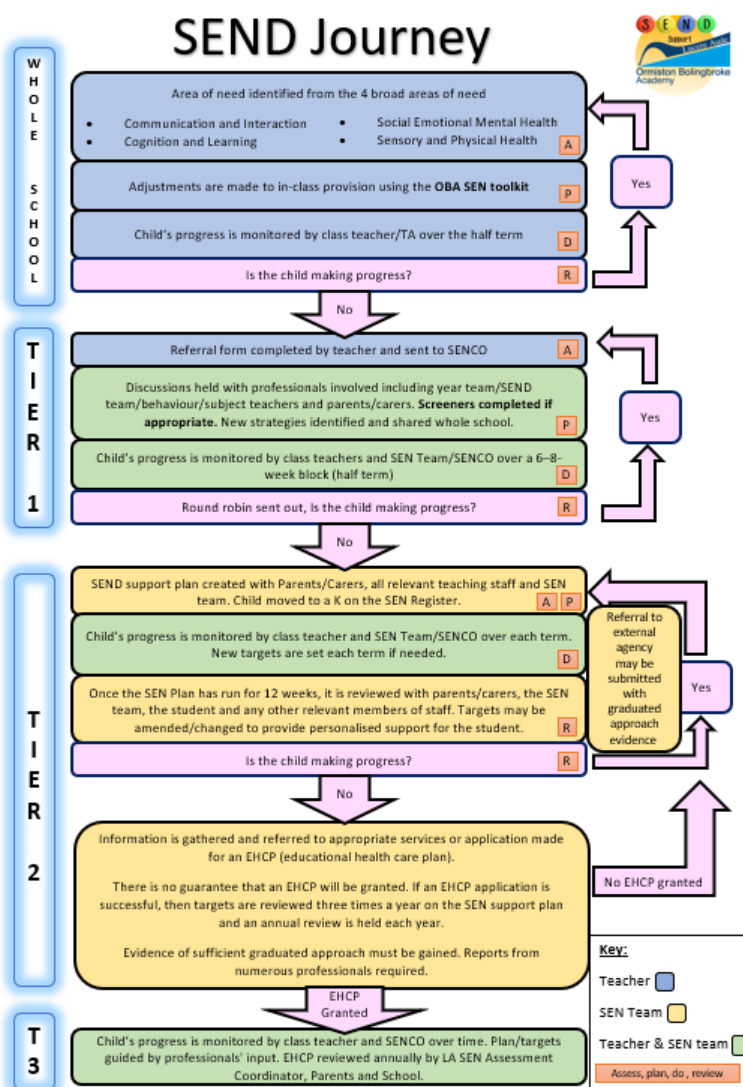 SEND Journey
SEND
Support
Ormiston Bolingbroke
Academy
WHOLE SCHOOL
Area of need identified from the 4 broad areas of need
• Communication and Interaction
• Cognition and Learning
• Social Emotional Mental Health
• Sensory and Physical Health
A
Adjustments are made to in-class provision using the OBA SEN toolkit
P
Child's progress is monitored by class teacher/TA over the half term
D
Is the child making progress?
R
Yes
No
TIER 1
Referral form completed by teacher and sent to SENCO
A
Discussions held with professionals involved including year team/SEND
team/behaviour/subject teachers and parents/carers. Screeners completed if
appropriate. New strategies identified and shared whole school.
P
Child's progress is monitored by class teachers and SEN Team/SENCO over a 6–8-
week block (half term)
D
Round robin sent out, Is the child making progress?
R
Yes
No
TIER 2
SEND support plan created with Parents/Carers, all relevant teaching staff and SEN
team. Child moved to a K on the SEN Register.
A P
Child's progress is monitored by class teacher and SEN Team/SENCO over each term.
New targets are set each term if needed.
D
Once the SEN Plan has run for 12 weeks, it is reviewed with parents/carers, the SEN
team, the student and any other relevant members of staff. Targets may be
amended/changed to provide personalised support for the student.
R
Is the child making progress?
R
Referral to
external
agency
may be
submitted
with
graduated
approach
evidence
Yes
No
Information is gathered and referred to appropriate services or application made
for an EHCP (educational health care plan).
There is no guarantee that an EHCP will be granted. If an EHCP application is
successful, then targets are reviewed three times a year on the SEN support plan
and an annual review is held each year.
Evidence of sufficient graduated approach must be gained. Reports from
numerous professionals required.
No EHCP granted
EHCP
Granted
T3
Child's progress is monitored by class teacher and SENCO over time. Plan/targets
guided by professionals' input. EHCP reviewed annually by LA SEN Assessment
Coordinator, Parents and School.
Key:
Teacher
SEN Team
Teacher & SEN team
Assess, plan, do , review